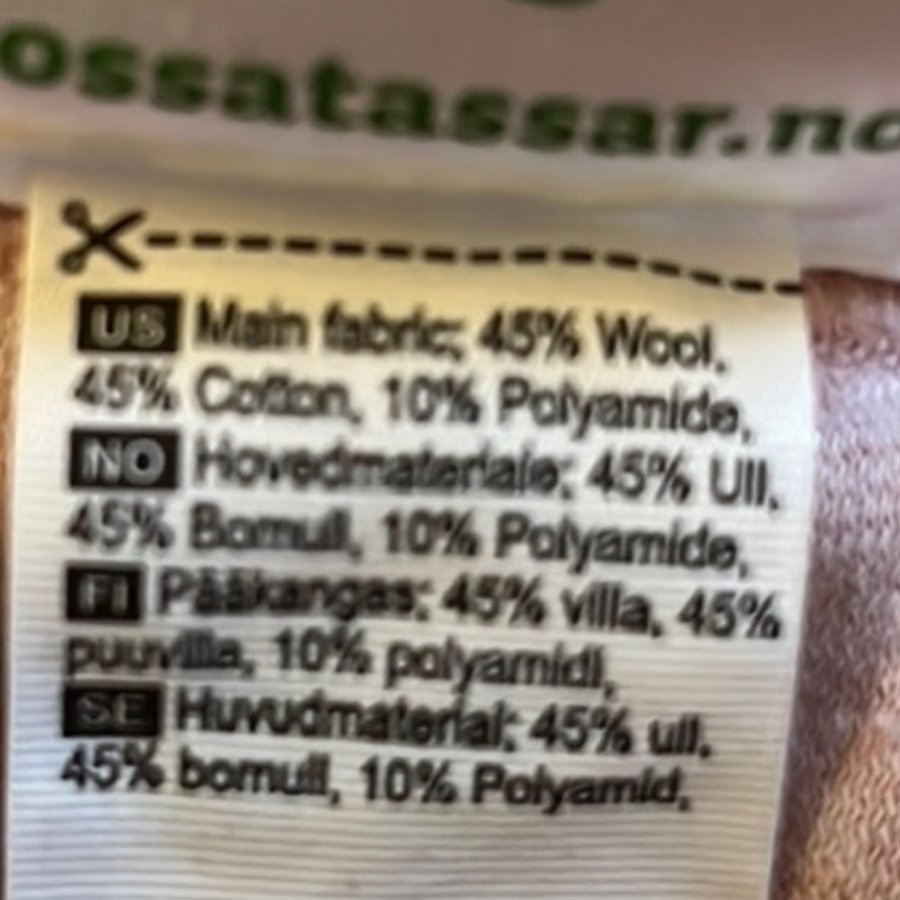 ossatassar.no
US Main fabric: 45% Wool,
45% Cotton, 10% Polyamide,
NO Hovedmateriale: 45% Ull,
45% Bomull, 10% Polyamide,
FI Pääkangas: 45% villa, 45%
puuvilla, 10% polyamidi,
SE Huvudmaterial: 45% ull,
45% bomull, 10% Polyamid,